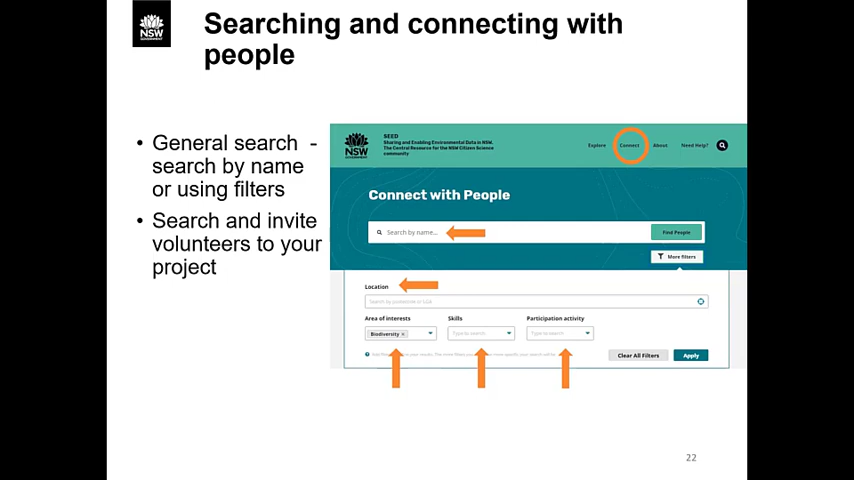 NSW
GOVERNMENT
Searching and connecting with
people
• General search -
search by name
or using filters
• Search and invite
volunteers to your
project
NSW
GOVERNMENT
SEED
Sharing and Enabling Environmental Data in NSW.
The Central Resource for the NSW Citizen Science
community
Explore Connect About Need Help?
Connect with People
Search by name...
Find People
More filters
Location
Search by postcode or LGA
Area of interests Skills Participation activity
Biodiversity × Type to search... Type to search...
Clear All Filters Apply
22